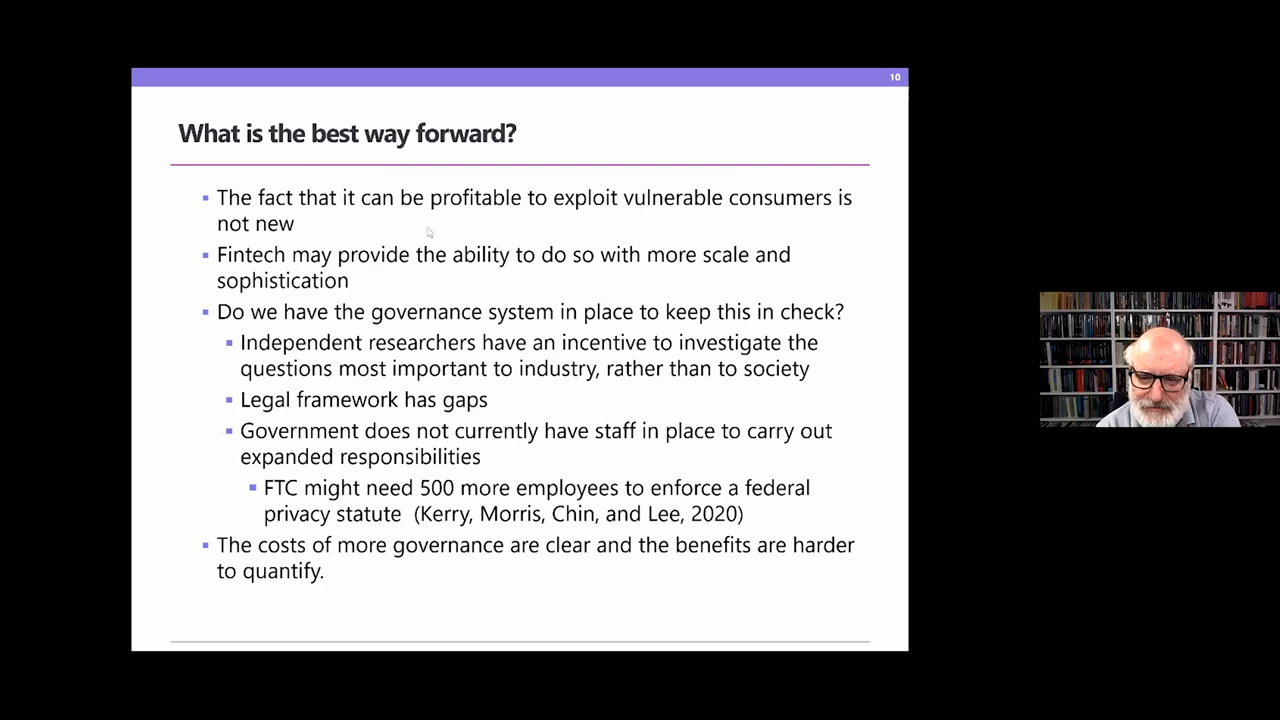 10
What is the best way forward?
▪ The fact that it can be profitable to exploit vulnerable consumers is
not new
▪ Fintech may provide the ability to do so with more scale and
sophistication
▪ Do we have the governance system in place to keep this in check?
▪ Independent researchers have an incentive to investigate the
questions most important to industry, rather than to society
▪ Legal framework has gaps
▪ Government does not currently have staff in place to carry out
expanded responsibilities
▪ FTC might need 500 more employees to enforce a federal
privacy statute (Kerry, Morris, Chin, and Lee, 2020)
▪ The costs of more governance are clear and the benefits are harder
to quantify.